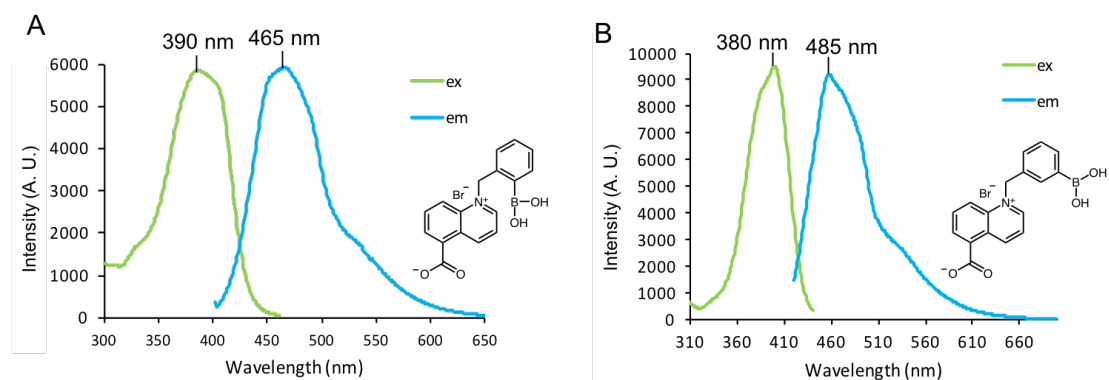 A
390 nm
465 nm
6000
5000
4000
3000
2000
1000
0
300
350
400
450
500
550
600
650
Intensity (A. U.)
Wavelength (nm)
ex
em
Br⁻
N⁺
B—OH
OH
⁻O
O
B
380 nm
485 nm
10000
9000
8000
7000
6000
5000
4000
3000
2000
1000
0
310
360
410
460
510
560
610
660
Intensity (A. U.)
Wavelength (nm)
ex
em
Br⁻
N⁺
B
OH
OH
⁻O
O